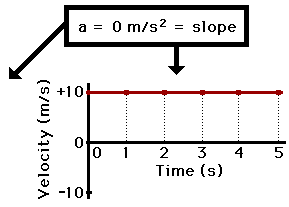 a = 0 m/s² = slope
Velocity (m/s)
+10
0
-10
0 1 2 3 4 5
Time (s)